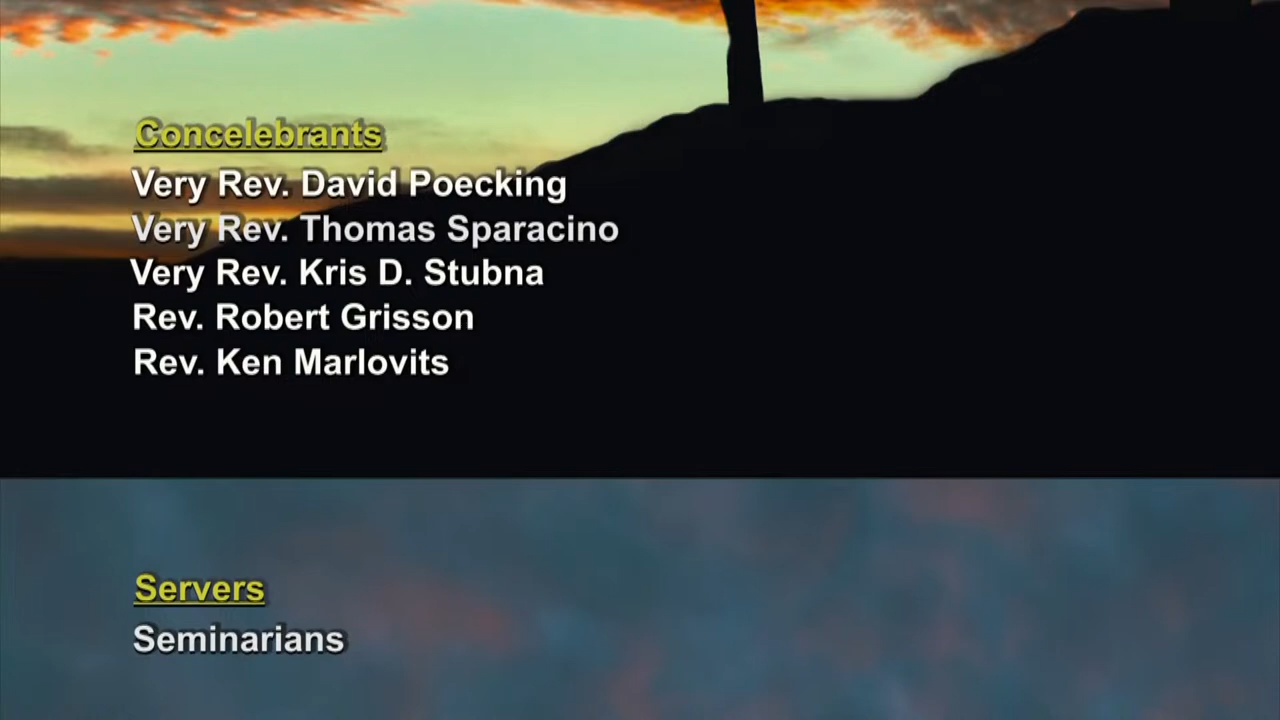 Concelebrants
Very Rev. David Poecking
Very Rev. Thomas Sparacino
Very Rev. Kris D. Stubna
Rev. Robert Grisson
Rev. Ken Marlovits
Servers
Seminarians